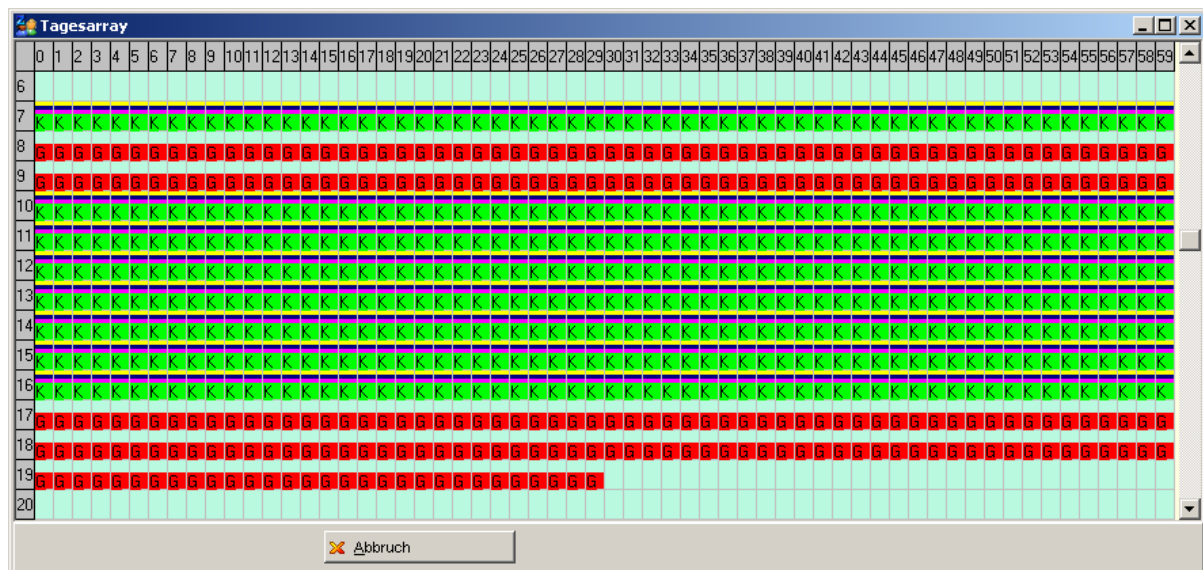 Tagesarray
0 1 2 3 4 5 6 7 8 9 10 11 12 13 14 15 16 17 18 19 20 21 22 23 24 25 26 27 28 29 30 31 32 33 34 35 36 37 38 39 40 41 42 43 44 45 46 47 48 49 50 51 52 53 54 55 56 57 58 59
6
7 K K K K K K K K K K K K K K K K K K K K K K K K K K K K K K K K K K K K K K K K K K K K K K K K K K K K K K K K K K K K
8 G G G G G G G G G G G G G G G G G G G G G G G G G G G G G G G G G G G G G G G G G G G G G G G G G G G G G G G G G G G G
9 G G G G G G G G G G G G G G G G G G G G G G G G G G G G G G G G G G G G G G G G G G G G G G G G G G G G G G G G G G G G
10 K K K K K K K K K K K K K K K K K K K K K K K K K K K K K K K K K K K K K K K K K K K K K K K K K K K K K K K K K K K K
11 K K K K K K K K K K K K K K K K K K K K K K K K K K K K K K K K K K K K K K K K K K K K K K K K K K K K K K K K K K K K
12 K K K K K K K K K K K K K K K K K K K K K K K K K K K K K K K K K K K K K K K K K K K K K K K K K K K K K K K K K K K K
13 K K K K K K K K K K K K K K K K K K K K K K K K K K K K K K K K K K K K K K K K K K K K K K K K K K K K K K K K K K K K
14 K K K K K K K K K K K K K K K K K K K K K K K K K K K K K K K K K K K K K K K K K K K K K K K K K K K K K K K K K K K K
15 K K K K K K K K K K K K K K K K K K K K K K K K K K K K K K K K K K K K K K K K K K K K K K K K K K K K K K K K K K K K
16 K K K K K K K K K K K K K K K K K K K K K K K K K K K K K K K K K K K K K K K K K K K K K K K K K K K K K K K K K K K K
17 G G G G G G G G G G G G G G G G G G G G G G G G G G G G G G G G G G G G G G G G G G G G G G G G G G G G G G G G G G G G
18 G G G G G G G G G G G G G G G G G G G G G G G G G G G G G G G G G G G G G G G G G G G G G G G G G G G G G G G G G G G G
19 G G G G G G G G G G G G G G G G G G G G G G G G G G G G G G
20
Abbruch